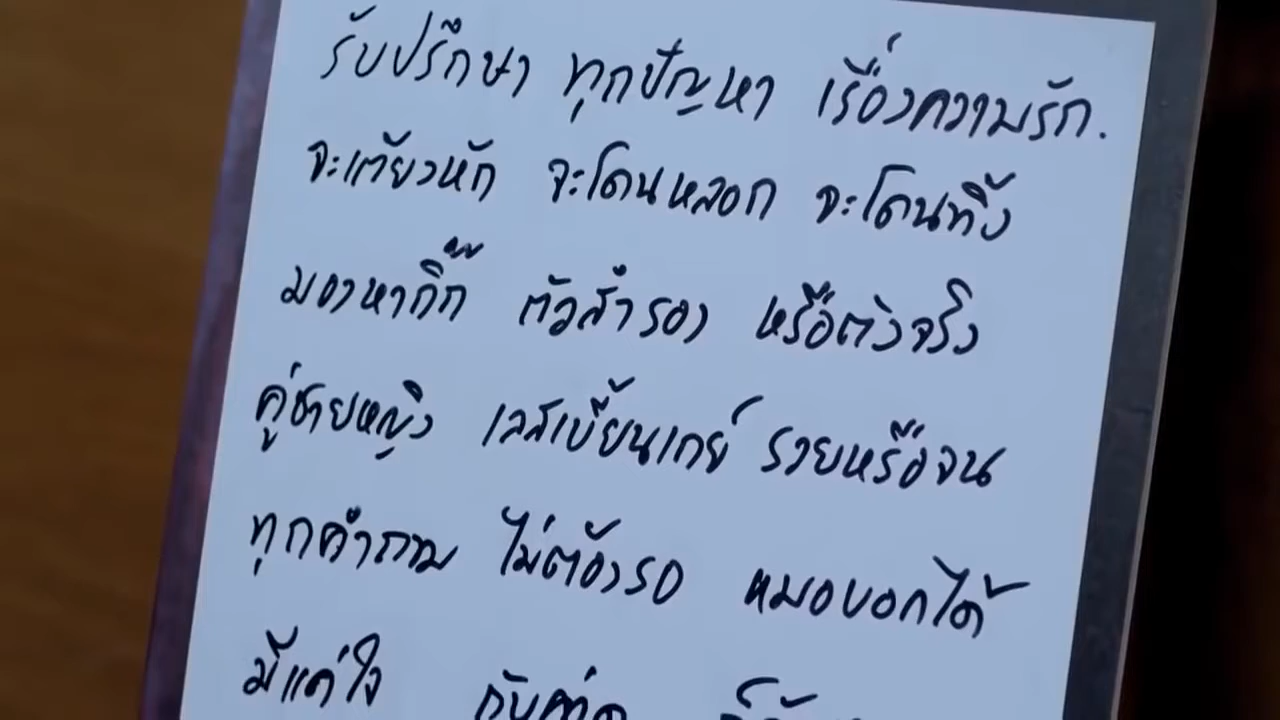 รับปรึกษา ทุกปัญหา เรื่องความรัก.
จะเตียงหัก จะโดนหลอก จะโดนทิ้ง
มองหากิ๊ก ตัวสำรอง หรือตัวจริง
คู่ชายหญิง เลสเบี้ยนเกย์ รวยหรือจน
ทุกคำถาม ไม่ต้องรอ หมอบอกได้
มีแค่ใจ